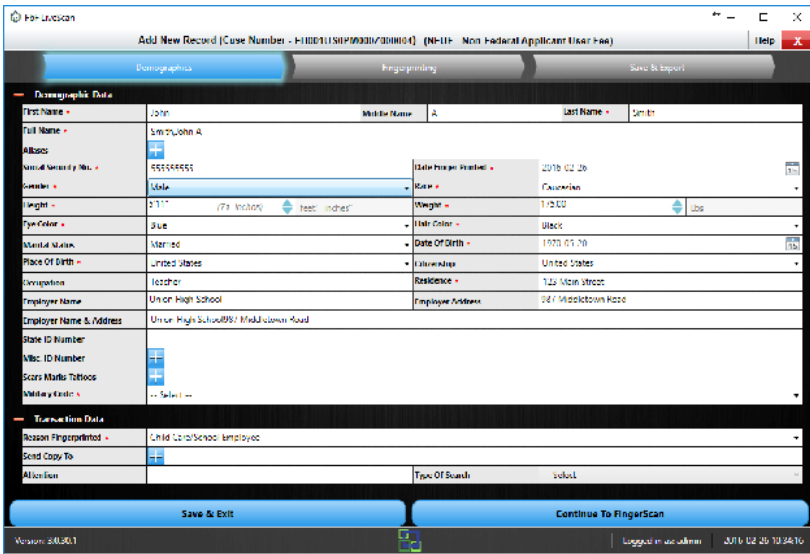 FbF LiveScan
Add New Record (Case Number - (NFUF Non Federal Applicant User Fee) Help X
Demographics Fingerprinting Save & Export
Demographic Data
First Name * John Middle Name A Last Name * Smith
Full Name * Smith,John A
Aliases
Social Security No. * 555555555 Date Finger Printed * 2016-02-26
Gender * Male Race * Caucasian
Height * 5'11" (71 Inches) feet' inches" Weight * 175.00 Lbs
Eye Color * Blue Hair Color * Black
Marital Status Married Date Of Birth * 1970-05-20
Place Of Birth * United States Citizenship United States
Occupation Teacher Residence * 123 Main Street
Employer Name Union High School Employer Address 987 Middletown Road
Employer Name & Address Union High School987 Middletown Road
State ID Number
Misc. ID Number
Scars Marks Tattoos
Military Code * -- Select --
Transaction Data
Reason Fingerprinted * Child Care/School Employee
Send Copy To
Attention Type Of Search Select
Save & Exit Continue To FingerScan
Version: 3.0.30.1 Logged in as: admin 2016-02-26 10:34:16